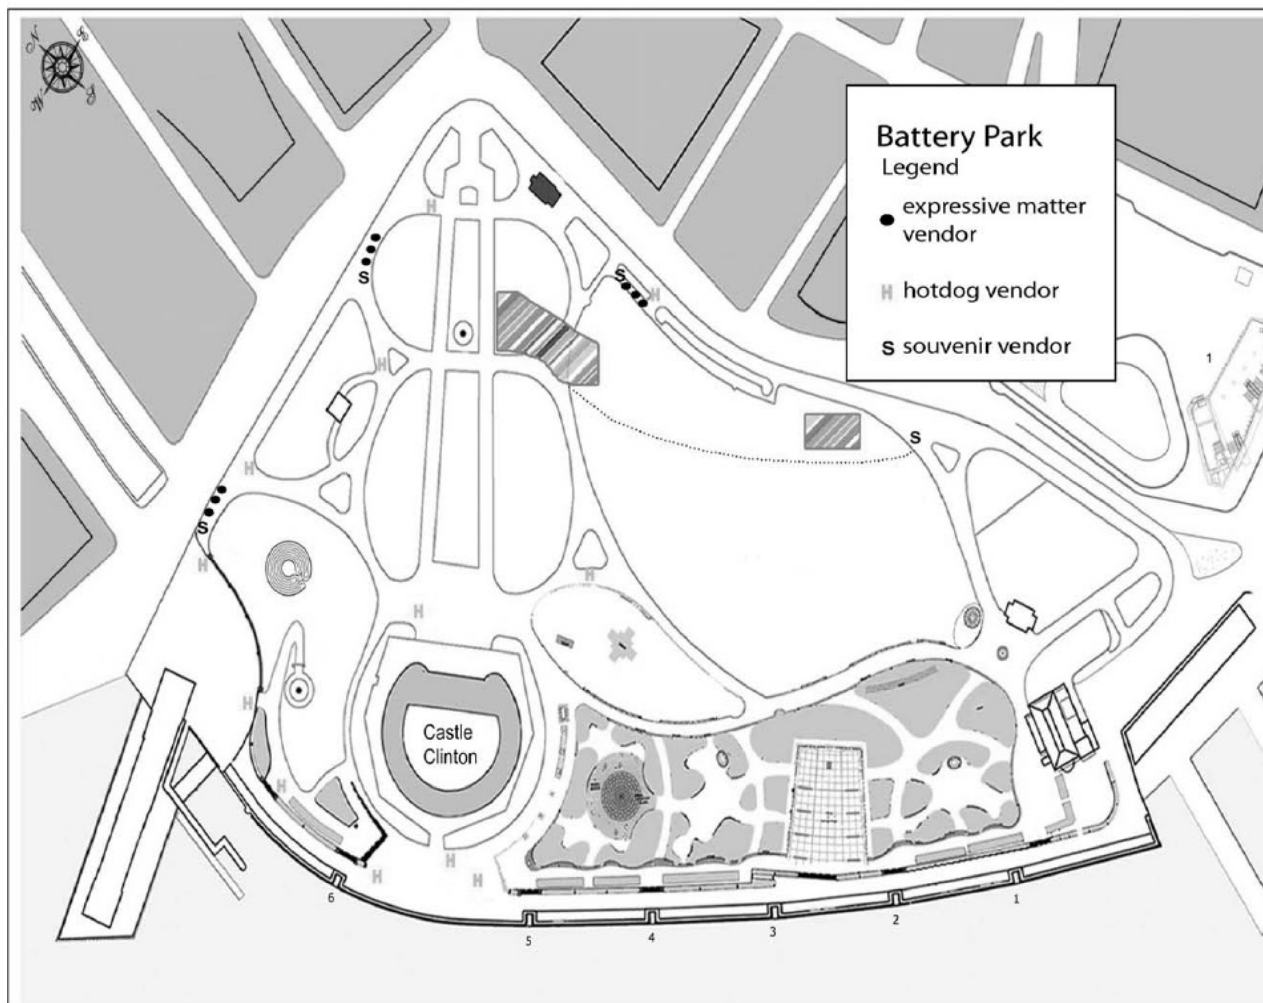 N
E
W
S
Battery Park
Legend
expressive matter
vendor
H hotdog vendor
S souvenir vendor
H
S
S
H
H
1
H
S
S
H
H
H
H
Castle
Clinton
H
H
H
H
6
5
4
3
2
1